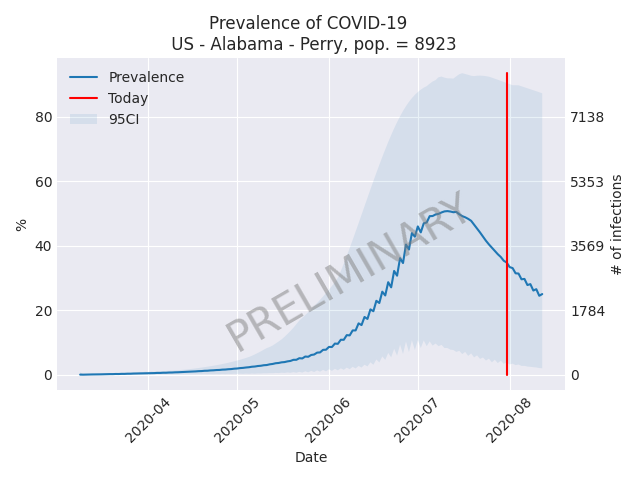 Prevalence of COVID-19
US - Alabama - Perry, pop. = 8923
Prevalence
Today
95CI
80
60
40
20
0
%
7138
5353
3569
1784
0
# of infections
PRELIMINARY
2020-04
2020-05
2020-06
2020-07
2020-08
Date